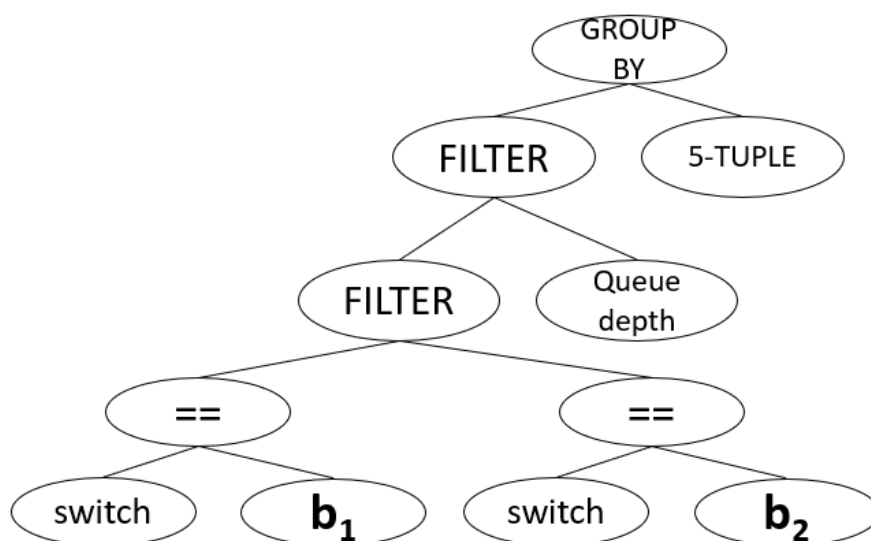 GROUP
BY
FILTER
5-TUPLE
FILTER
Queue
depth
==
==
switch
b₁
switch
b₂